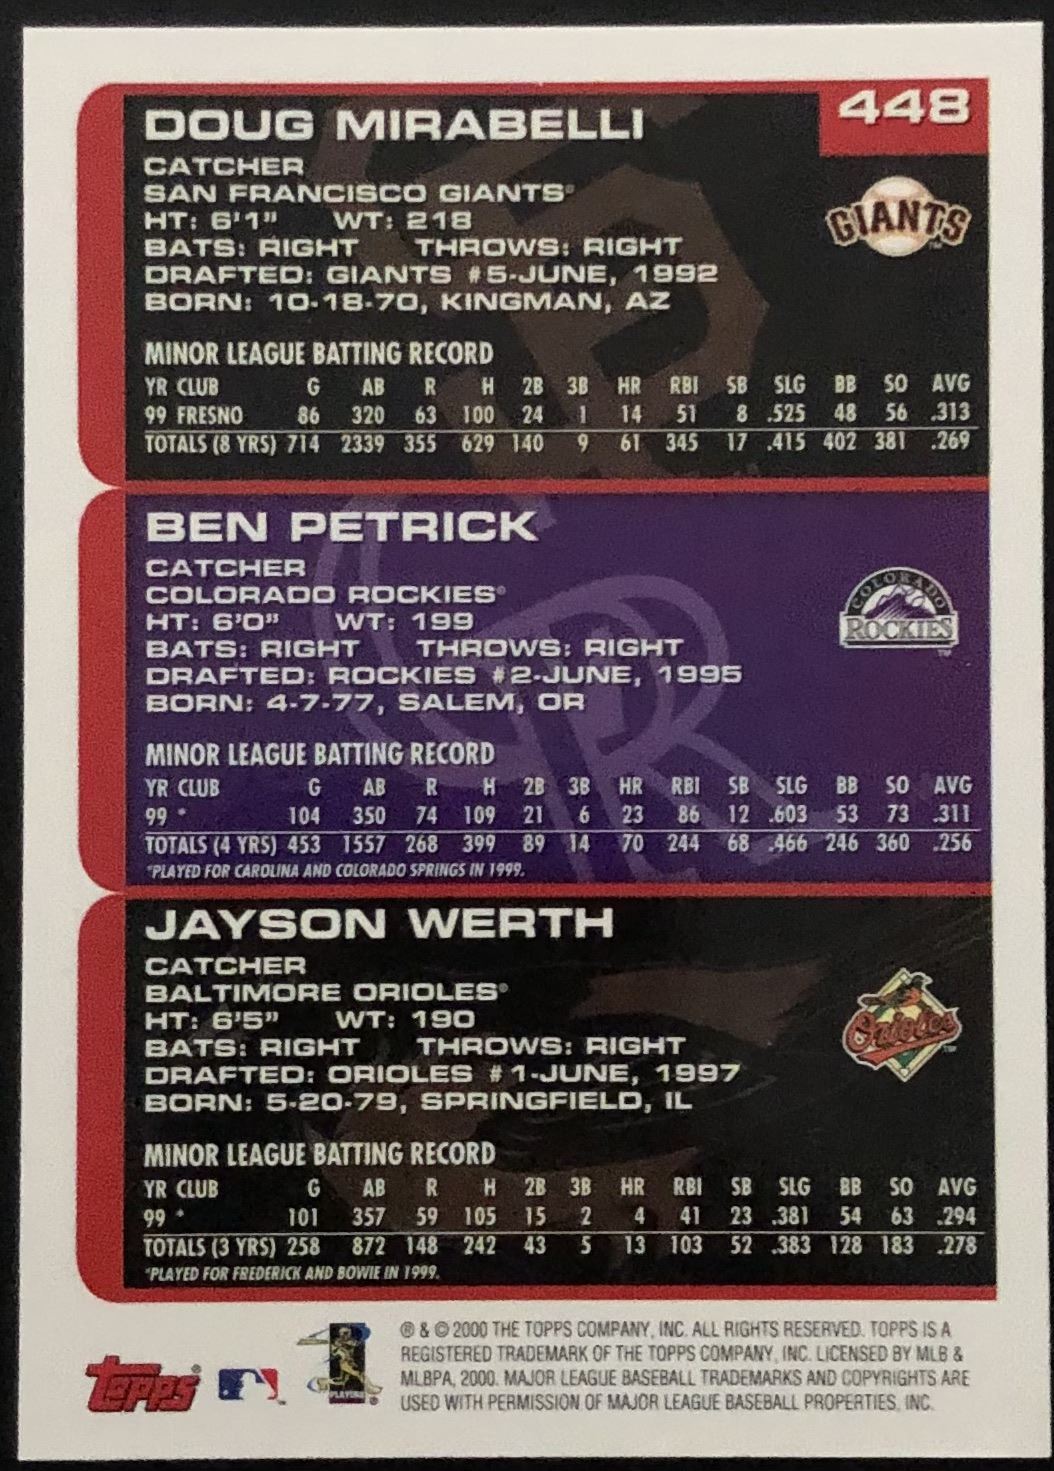 448
DOUG MIRABELLI
CATCHER
SAN FRANCISCO GIANTS®
GIANTS™
HT: 6'1" WT: 218
BATS: RIGHT THROWS: RIGHT
DRAFTED: GIANTS #5-JUNE, 1992
BORN: 10-18-70, KINGMAN, AZ
MINOR LEAGUE BATTING RECORD
YR CLUB G AB R H 2B 3B HR RBI SB SLG BB SO AVG
99 FRESNO 86 320 63 100 24 1 14 51 8 .525 48 56 .313
TOTALS (8 YRS) 714 2339 355 629 140 9 61 345 17 .415 402 381 .269
BEN PETRICK
CATCHER
COLORADO ROCKIES®
COLORADO
ROCKIES™
HT: 6'0" WT: 199
BATS: RIGHT THROWS: RIGHT
DRAFTED: ROCKIES #2-JUNE, 1995
BORN: 4-7-77, SALEM, OR
MINOR LEAGUE BATTING RECORD
YR CLUB G AB R H 2B 3B HR RBI SB SLG BB SO AVG
99 * 104 350 74 109 21 6 23 86 12 .603 53 73 .311
TOTALS (4 YRS) 453 1557 268 399 89 14 70 244 68 .466 246 360 .256
*PLAYED FOR CAROLINA AND COLORADO SPRINGS IN 1999.
JAYSON WERTH
CATCHER
BALTIMORE ORIOLES®
Orioles™
HT: 6'5" WT: 190
BATS: RIGHT THROWS: RIGHT
DRAFTED: ORIOLES #1-JUNE, 1997
BORN: 5-20-79, SPRINGFIELD, IL
MINOR LEAGUE BATTING RECORD
YR CLUB G AB R H 2B 3B HR RBI SB SLG BB SO AVG
99 * 101 357 59 105 15 2 4 41 23 .381 54 63 .294
TOTALS (3 YRS) 258 872 148 242 43 5 13 103 52 .383 128 183 .278
*PLAYED FOR FREDERICK AND BOWIE IN 1999.
Topps®
PLAYERS
® & © 2000 THE TOPPS COMPANY, INC. ALL RIGHTS RESERVED. TOPPS IS A
REGISTERED TRADEMARK OF THE TOPPS COMPANY, INC. LICENSED BY MLB &
MLBPA, 2000. MAJOR LEAGUE BASEBALL TRADEMARKS AND COPYRIGHTS ARE
USED WITH PERMISSION OF MAJOR LEAGUE BASEBALL PROPERTIES, INC.